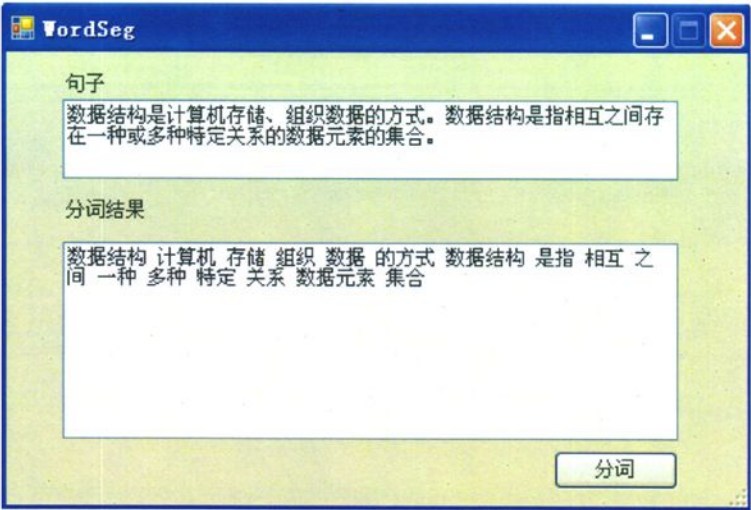 WordSeg
句子
数据结构是计算机存储、组织数据的方式。数据结构是指相互之间存
在一种或多种特定关系的数据元素的集合。
分词结果
数据结构 计算机 存储 组织 数据 的方式 数据结构 是指 相互 之
间 一种 多种 特定 关系 数据元素 集合
分词